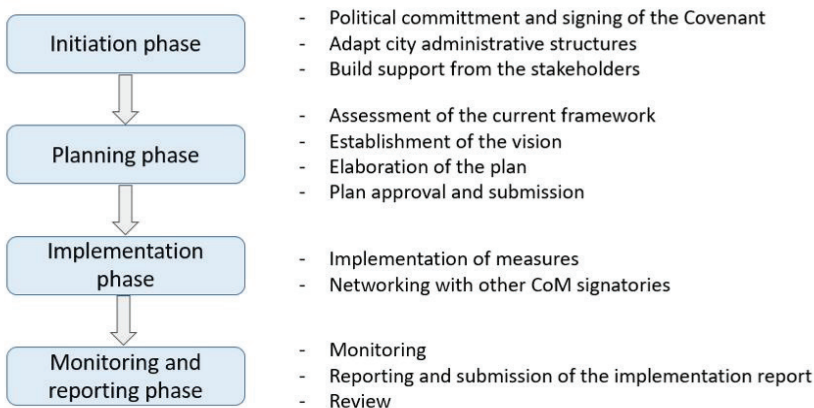 Initiation phase
- Political committment and signing of the Covenant
- Adapt city administrative structures
- Build support from the stakeholders
Planning phase
- Assessment of the current framework
- Establishment of the vision
- Elaboration of the plan
- Plan approval and submission
Implementation
phase
- Implementation of measures
- Networking with other CoM signatories
Monitoring and
reporting phase
- Monitoring
- Reporting and submission of the implementation report
- Review